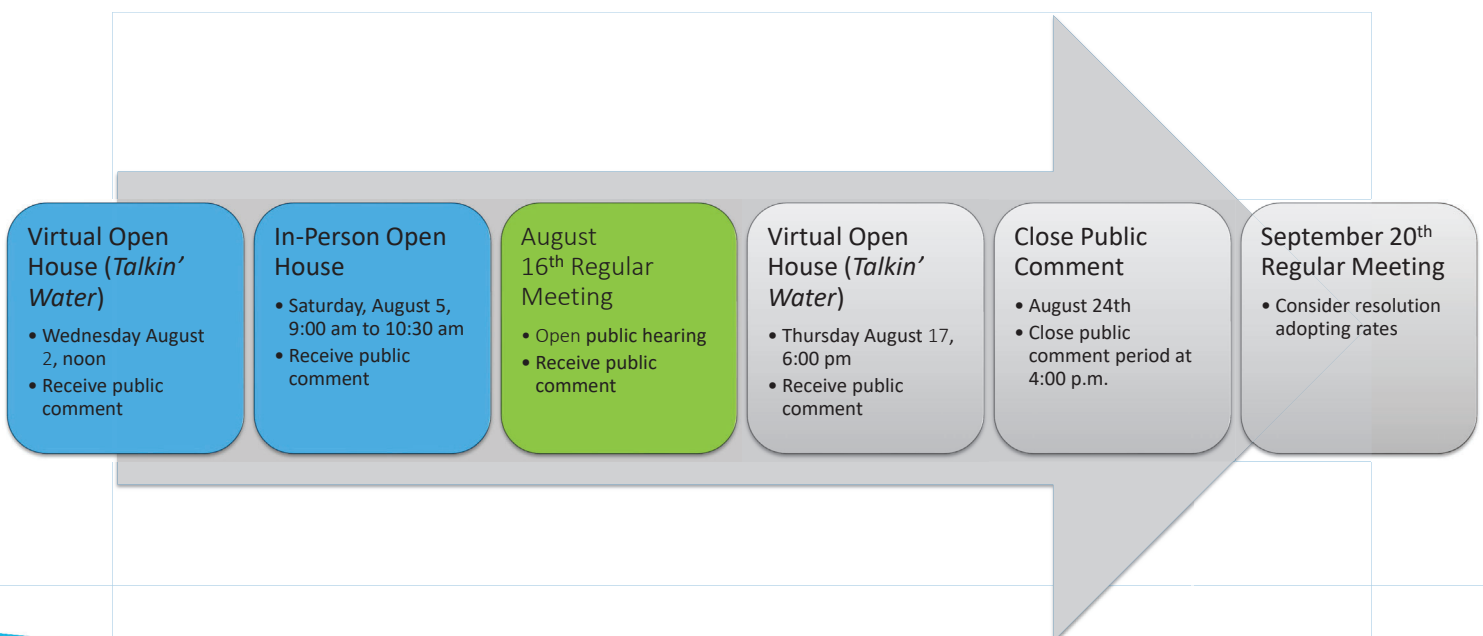 Virtual Open
House (Talkin’
Water)
• Wednesday August
2, noon
• Receive public
comment
In-Person Open
House
• Saturday, August 5,
9:00 am to 10:30 am
• Receive public
comment
August
16th Regular
Meeting
• Open public hearing
• Receive public
comment
Virtual Open
House (Talkin’
Water)
• Thursday August 17,
6:00 pm
• Receive public
comment
Close Public
Comment
• August 24th
• Close public
comment period at
4:00 p.m.
September 20th
Regular Meeting
• Consider resolution
adopting rates